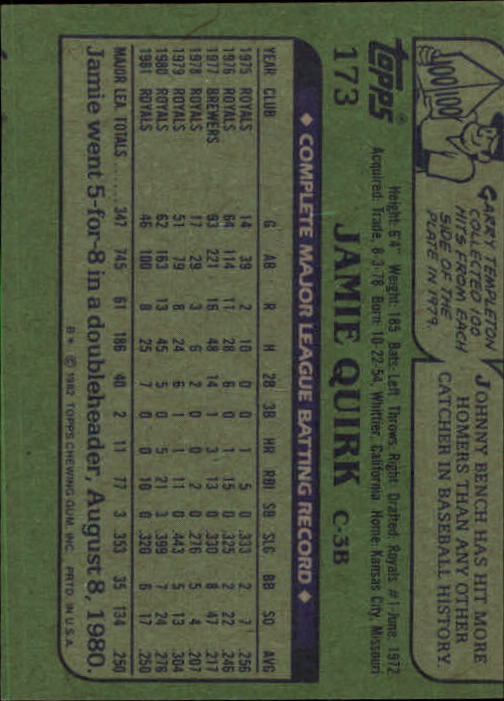 GARRY TEMPLETON
COLLECTED 100
HITS FROM EACH
SIDE OF THE
PLATE IN 1979.
100 100
JOHNNY BENCH HAS HIT MORE
HOMERS THAN ANY OTHER
CATCHER IN BASEBALL HISTORY.
topps®
173
Height: 6'4" Weight: 185 Bats: Left Throws: Right Drafted: Royals #1-June, 1972
Acquired: Trade, 8-3-78 Born: 10-22-54, Whittier, California Home: Kansas City, Missouri
JAMIE QUIRK C-3B
◆ COMPLETE MAJOR LEAGUE BATTING RECORD ◆
YEAR CLUB G AB R H 2B 3B HR RBI SB SLG BB SO AVG
1975 ROYALS 14 39 2 10 0 0 1 5 0 .333 2 7 .256
1976 ROYALS 64 114 11 28 6 0 1 15 0 .325 2 22 .246
1977 BREWERS 93 221 16 48 14 1 3 13 0 .330 8 47 .217
1978 ROYALS 17 29 3 6 2 0 0 2 0 .276 5 4 .207
1979 ROYALS 51 79 8 24 6 1 1 11 0 .443 5 13 .304
1980 ROYALS 62 163 13 45 5 0 5 21 3 .399 7 24 .276
1981 ROYALS 46 100 8 25 7 0 0 10 0 .320 6 17 .250
MAJOR LEA. TOTALS ..... 347 745 61 186 40 2 11 77 3 .353 35 134 .250
Jamie went 5-for-8 in a doubleheader, August 8, 1980.
B* © 1982 TOPPS CHEWING GUM, INC. PRTD. IN U.S.A.